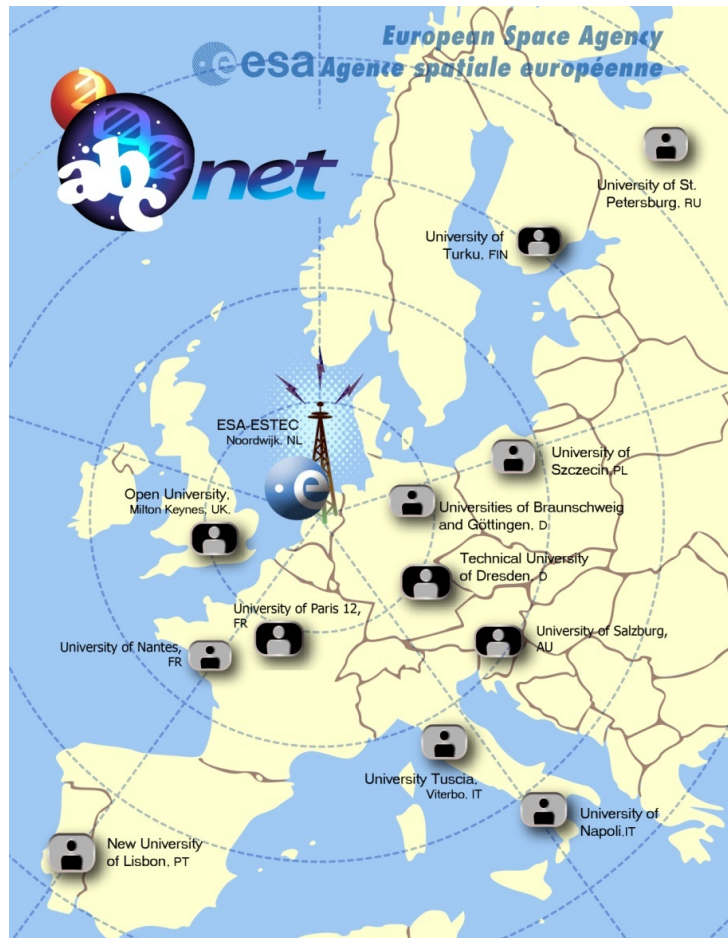 European Space Agency
esa Agence spatiale européenne
abc net
University of St.
Petersburg, RU
University of
Turku, FIN
ESA-ESTEC
Noordwijk, NL
University of
Szczecin,PL
Open University,
Milton Keynes, UK.
Universities of Braunschweig
and Göttingen, D
Technical University
of Dresden, D
University of Paris 12,
FR
University of Nantes,
FR
University of Salzburg,
AU
University Tuscia,
Viterbo, IT
University of
Napoli,IT
New University
of Lisbon, PT